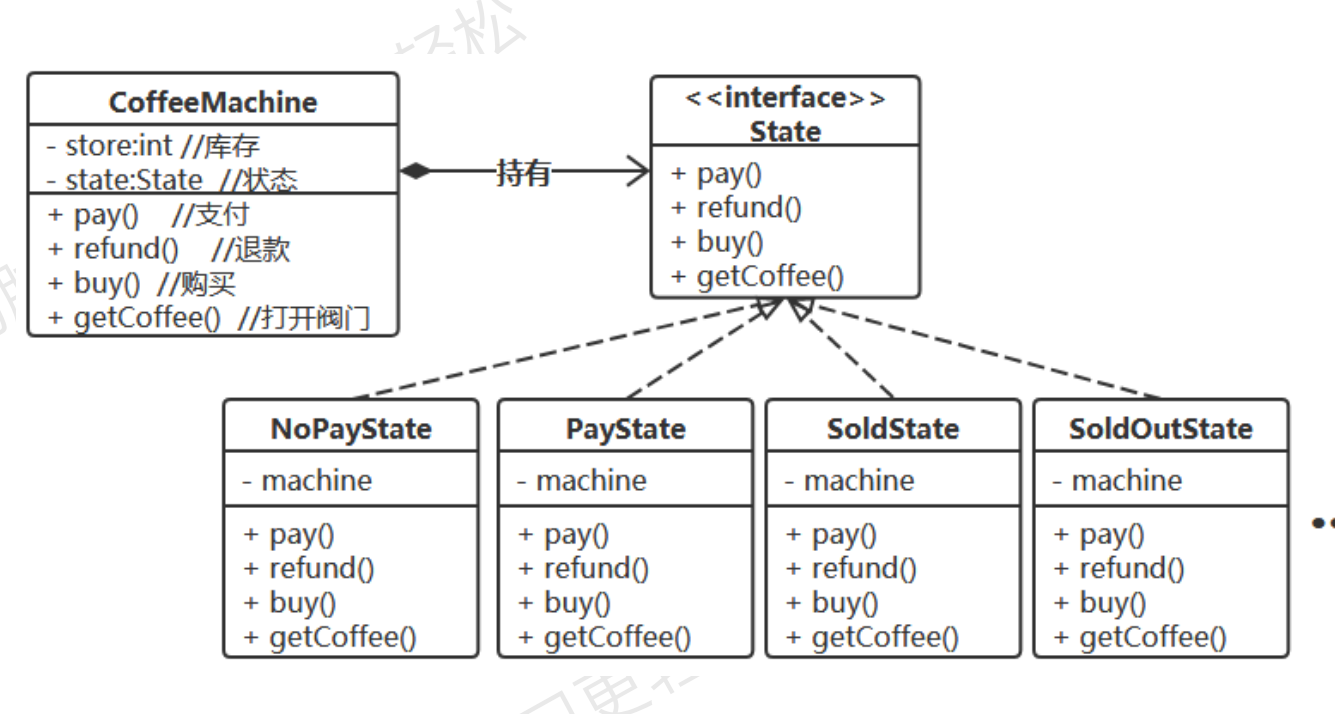 轻松
CoffeeMachine
- store:int //库存
- state:State //状态
+ pay() //支付
+ refund() //退款
+ buy() //购买
+ getCoffee() //打开阀门
持有
<<interface>>
State
+ pay()
+ refund()
+ buy()
+ getCoffee()
NoPayState
- machine
+ pay()
+ refund()
+ buy()
+ getCoffee()
PayState
- machine
+ pay()
+ refund()
+ buy()
+ getCoffee()
SoldState
- machine
+ pay()
+ refund()
+ buy()
+ getCoffee()
SoldOutState
- machine
+ pay()
+ refund()
+ buy()
+ getCoffee()